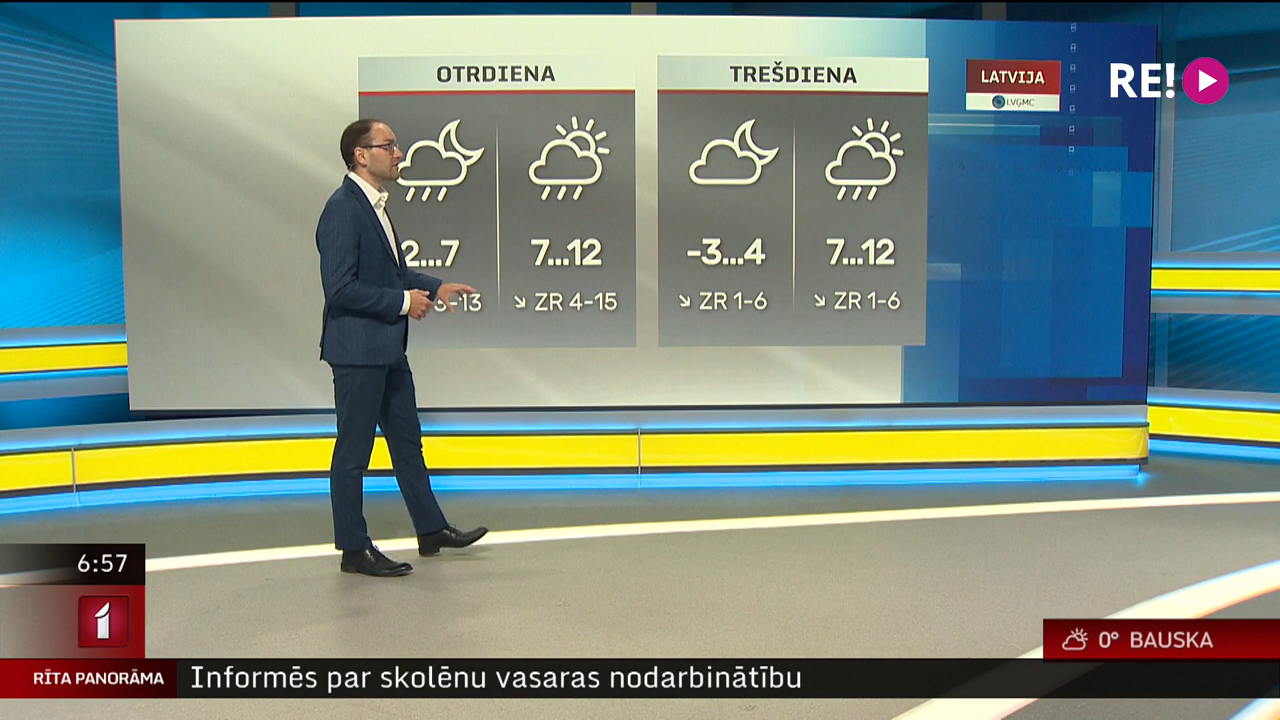 OTRDIENA
TREŠDIENA
LATVIJA
LVĢMC
RE!
2...7
7...12
-3...4
7...12
-13
ZR 4-15
ZR 1-6
ZR 1-6
6:57
1
0° BAUSKA
RĪTA PANORĀMA
Informēs par skolēnu vasaras nodarbinātību